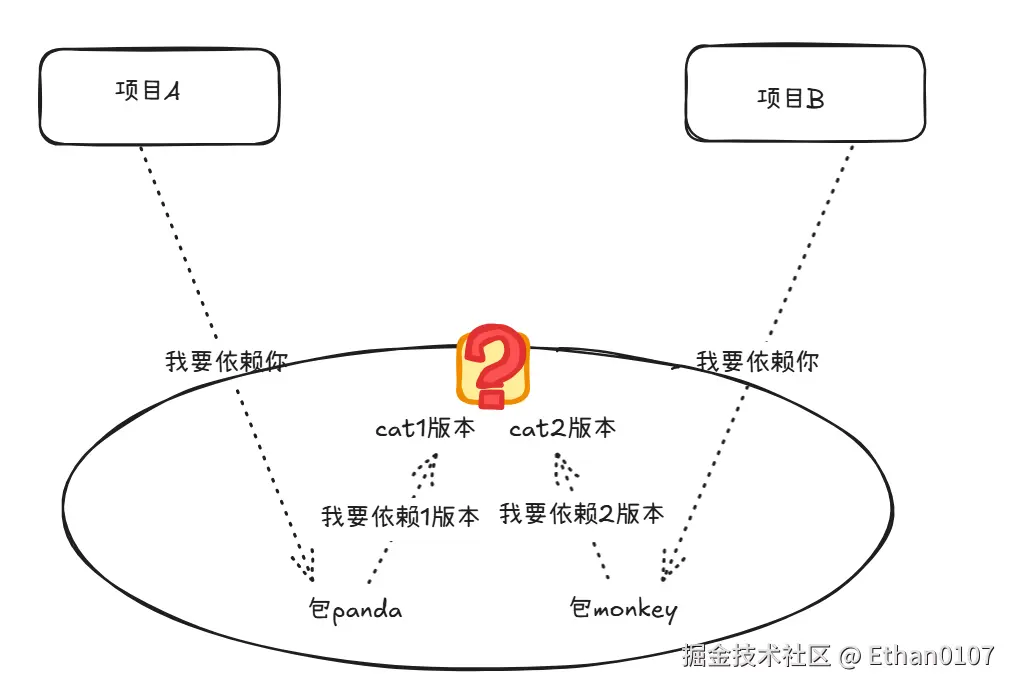 项目A
项目B
我要依赖你
我要依赖你
cat1版本
cat2版本
我要依赖1版本
我要依赖2版本
包panda
包monkey
掘金技术社区 @ Ethan0107